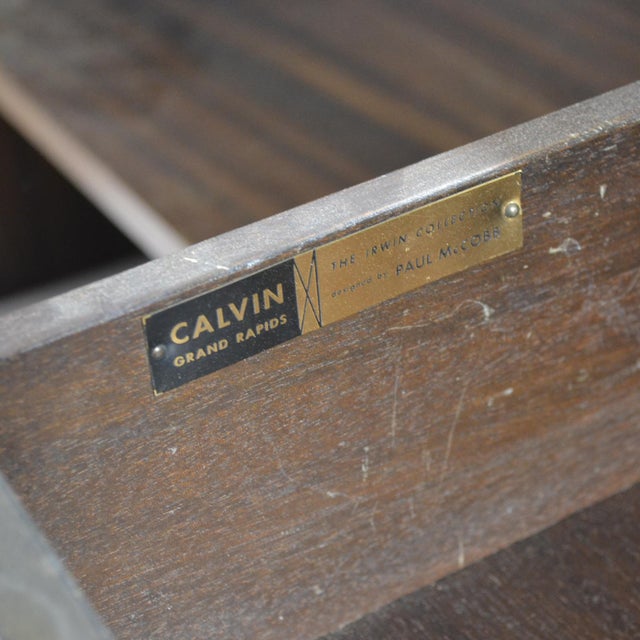 CALVIN
GRAND RAPIDS
THE IRWIN COLLECTION
DESIGNED BY PAUL McCOBB